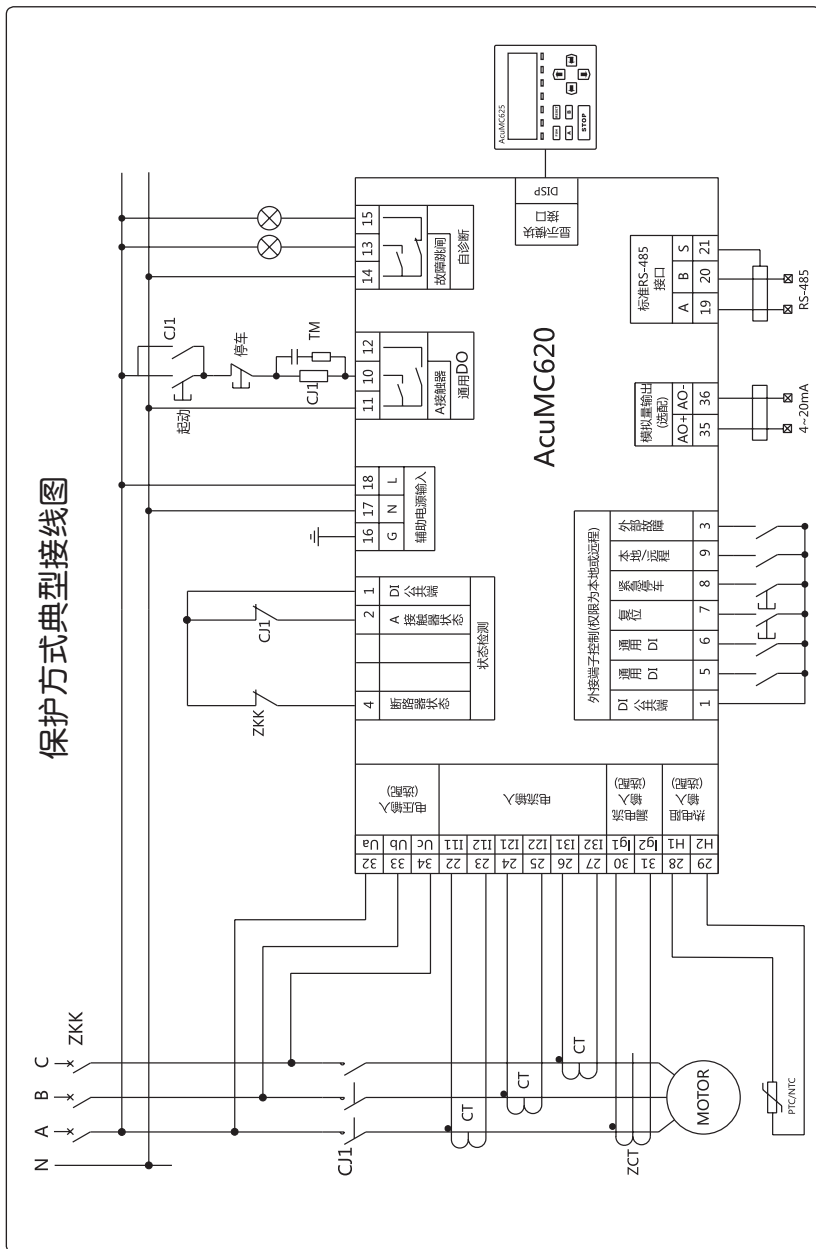 保护方式典型接线图
N
A
B
C
ZKK
CJ1
CT
CT
CT
ZCT
MOTOR
PTC/NTC
32 Ua
33 Ub
34 Uc
电压输入
(选配)
22 I11
23 I12
24 I21
25 I22
26 I31
27 I32
电流输入
30 Ig1
31 Ig2
漏电流
输入
(选配)
28 H1
29 H2
热电阻
输入
(选配)
ZKK
CJ1
4 2 1
断路器状态
A接触器状态
DI公共端
状态检测
16 17 18
G N L
辅助电源输入
起动
CJ1
停车
CJ1
TM
11 10 12
A接触器
通用DO
14 13 15
故障跳闸
自诊断
AcuMC620
显示模块
接口
DISP
AcuMC625
A
B
STOP
外接端子控制(权限为本地或远程)
DI公共端
通用DI
通用DI
复位
紧急停车
本地/远程
外部故障
1 5 6 7 8 9 3
模拟量输出
(选配)
AO+ AO-
35 36
4~20mA
标准RS-485
接口
A B S
19 20 21
RS-485